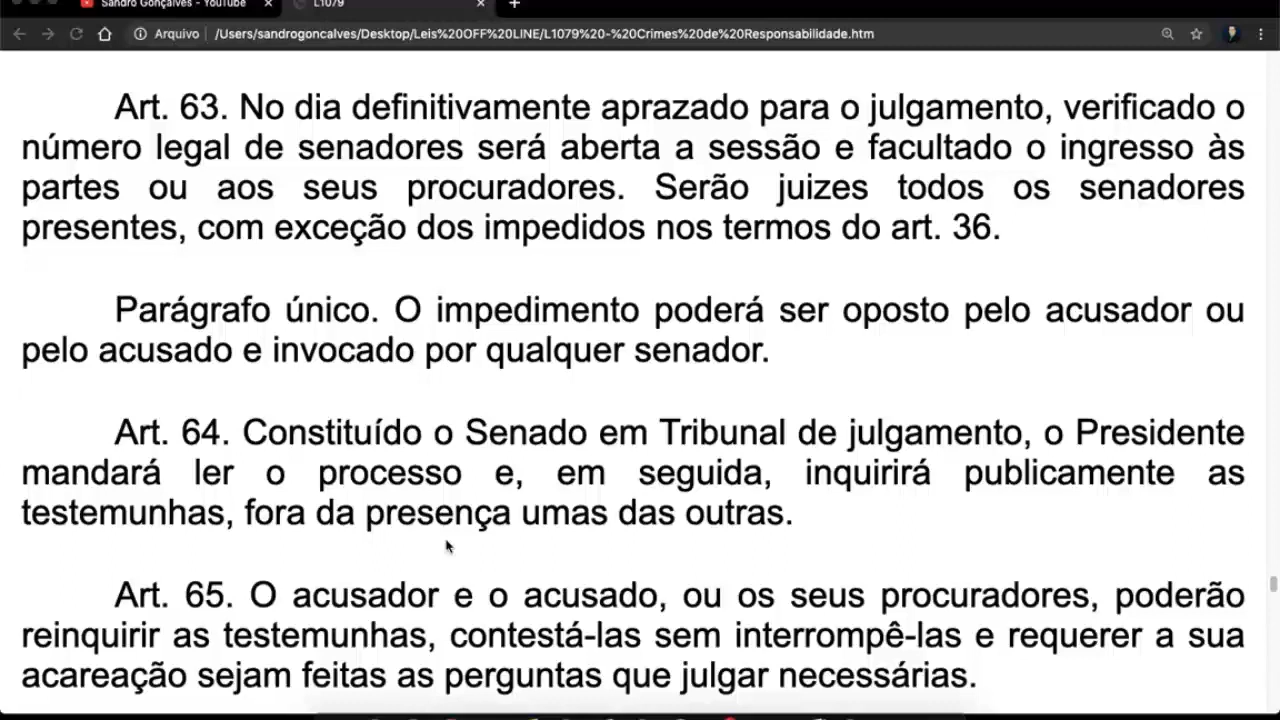 Sandro Gonçalves - YouTube
L1079
Arquivo
/Users/sandrogoncalves/Desktop/Leis%20OFF%20LINE/L1079%20-%20Crimes%20de%20Responsabilidade.htm
Art. 63. No dia definitivamente aprazado para o julgamento, verificado o
número legal de senadores será aberta a sessão e facultado o ingresso às
partes ou aos seus procuradores. Serão juizes todos os senadores
presentes, com exceção dos impedidos nos termos do art. 36.
Parágrafo único. O impedimento poderá ser oposto pelo acusador ou
pelo acusado e invocado por qualquer senador.
Art. 64. Constituído o Senado em Tribunal de julgamento, o Presidente
mandará ler o processo e, em seguida, inquirirá publicamente as
testemunhas, fora da presença umas das outras.
Art. 65. O acusador e o acusado, ou os seus procuradores, poderão
reinquirir as testemunhas, contestá-las sem interrompê-las e requerer a sua
acareação sejam feitas as perguntas que julgar necessárias.